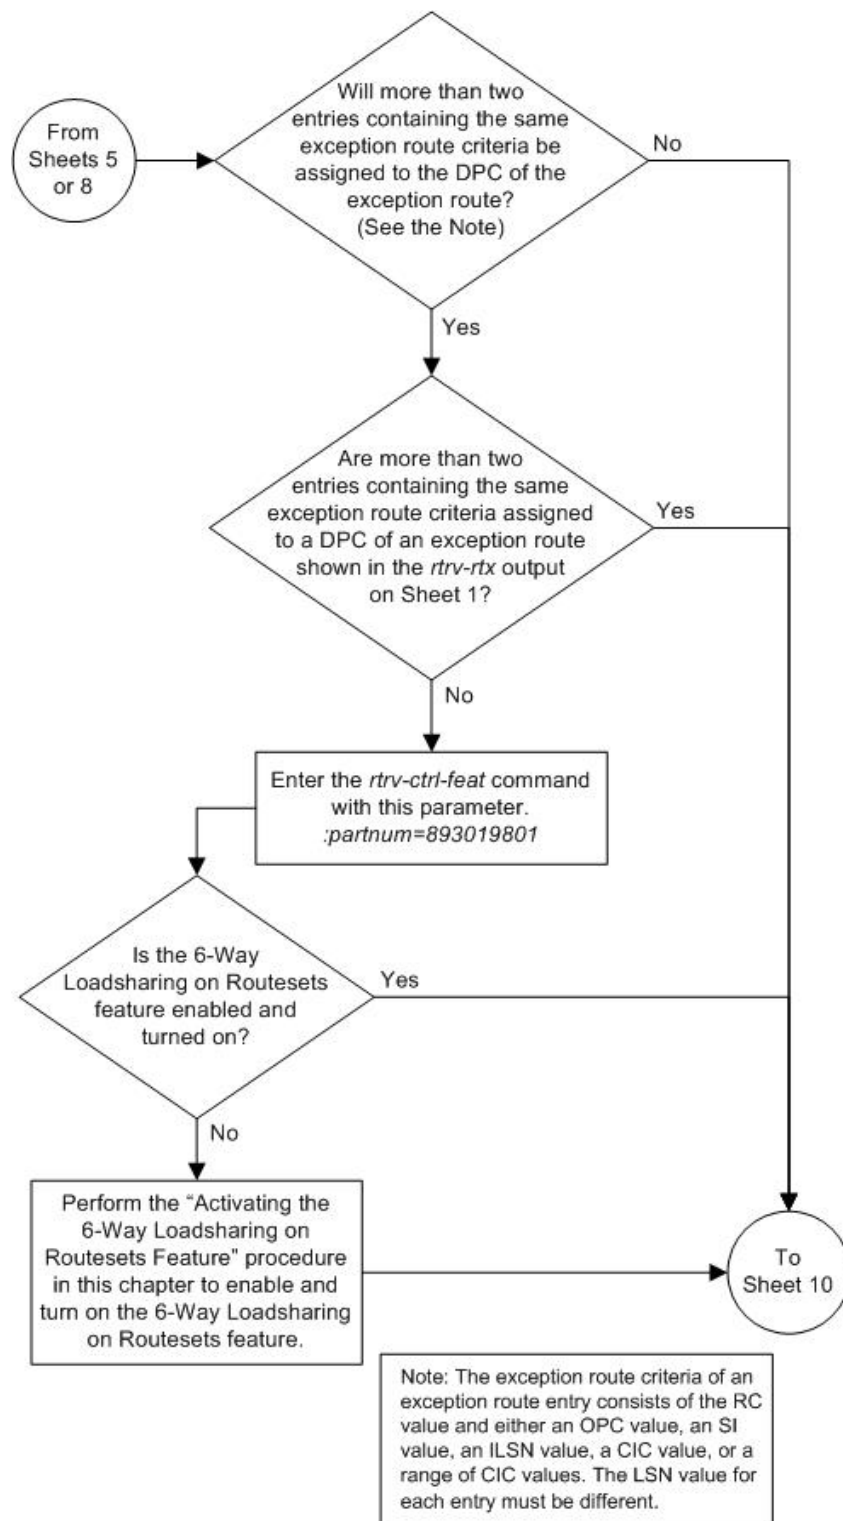 From
Sheets 5
or 8
Will more than two
entries containing the same
exception route criteria be
assigned to the DPC of the
exception route?
(See the Note)
No
Yes
Are more than two
entries containing the same
exception route criteria assigned
to a DPC of an exception route
shown in the rtrv-rtx output
on Sheet 1?
Yes
No
Enter the rtrv-ctrl-feat command
with this parameter.
:partnum=893019801
Is the 6-Way
Loadsharing on Routesets
feature enabled and
turned on?
Yes
No
Perform the “Activating the
6-Way Loadsharing on
Routesets Feature" procedure
in this chapter to enable and
turn on the 6-Way Loadsharing
on Routesets feature.
To
Sheet 10
Note: The exception route criteria of an
exception route entry consists of the RC
value and either an OPC value, an SI
value, an ILSN value, a CIC value, or a
range of CIC values. The LSN value for
each entry must be different.